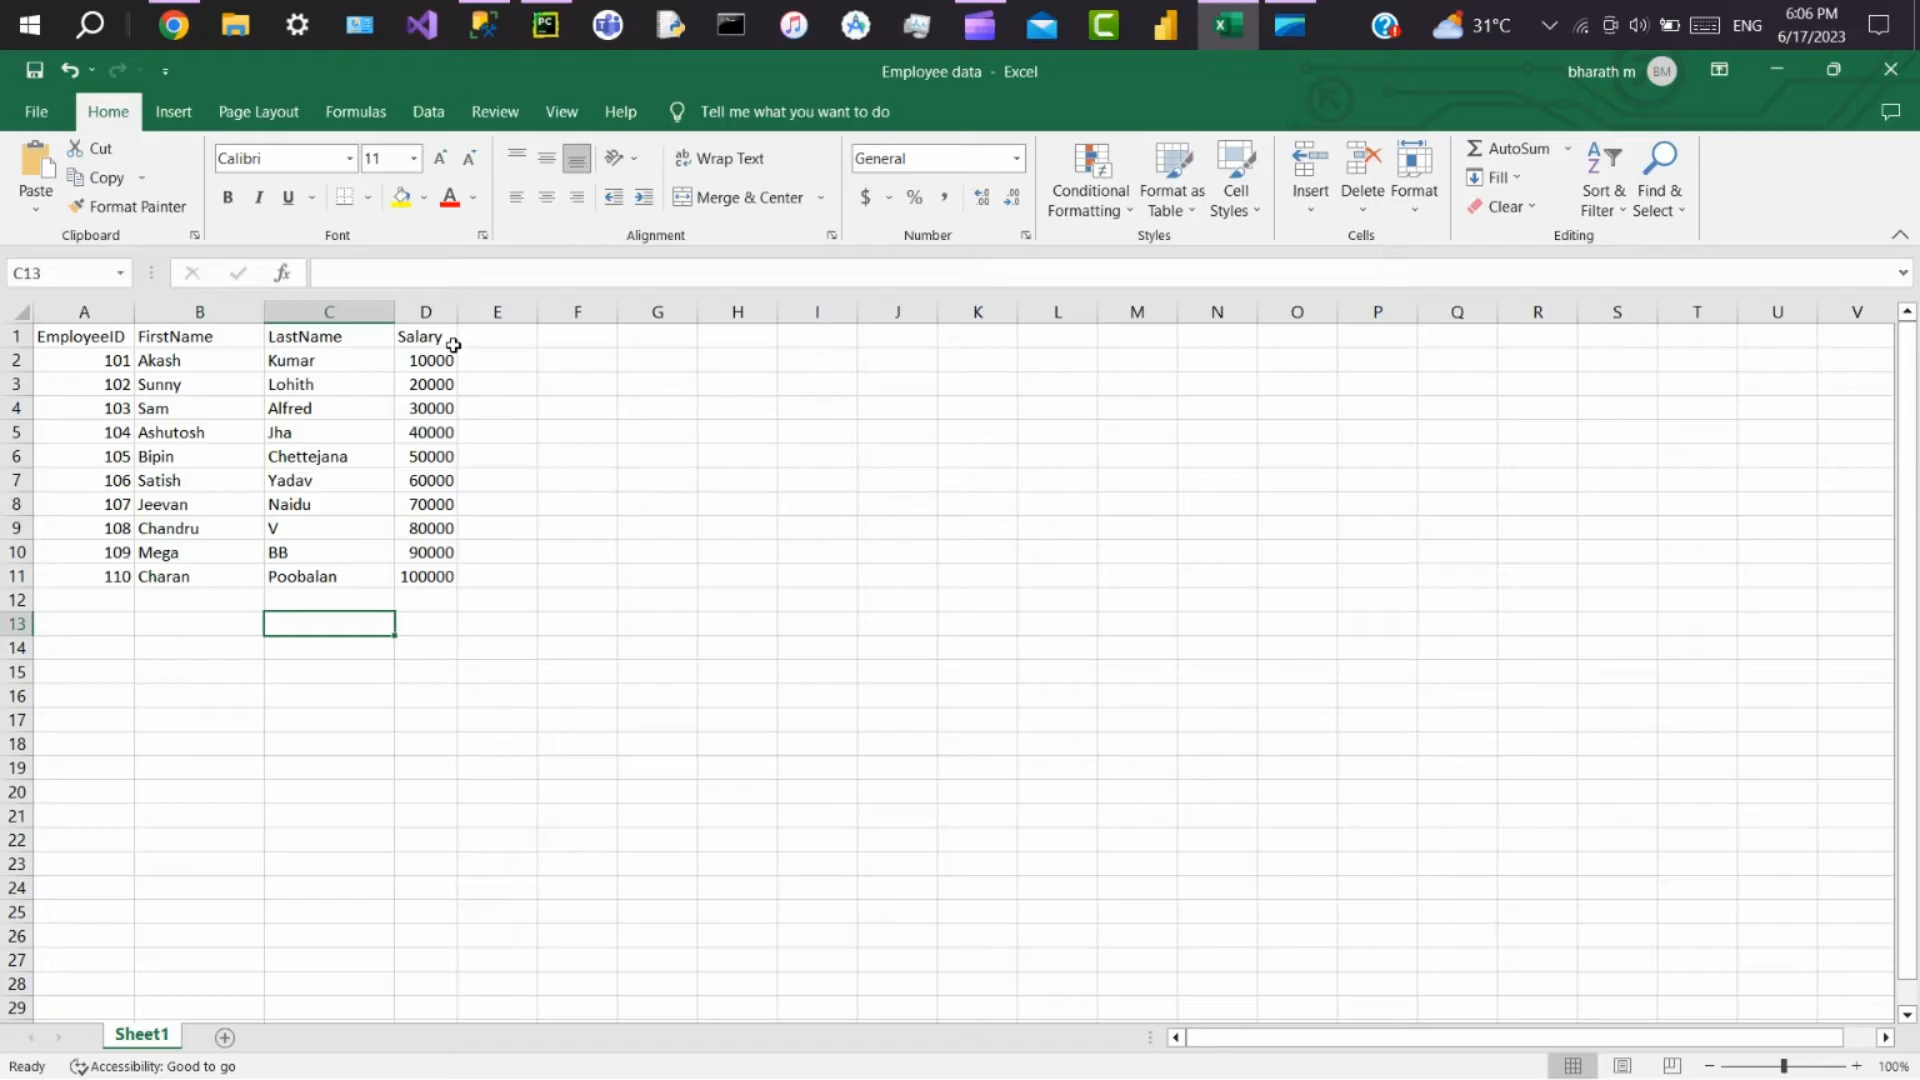 PC
31°C
ENG
6:06 PM
6/17/2023
Employee data - Excel
bharath m BM
File Home Insert Page Layout Formulas Data Review View Help Tell me what you want to do
Paste
Cut
Copy
Format Painter
Clipboard
Calibri 11 A A
B I U A
Font
ab Wrap Text
Merge & Center
Alignment
General
$ % ,
Number
Conditional Formatting
Format as Table
Cell Styles
Styles
Insert Delete Format
Cells
AutoSum
Fill
Clear
Sort & Filter
Find & Select
Editing
C13 fx
A B C D E F G H I J K L M N O P Q R S T U V
1 EmployeeID FirstName LastName Salary
2 101 Akash Kumar 10000
3 102 Sunny Lohith 20000
4 103 Sam Alfred 30000
5 104 Ashutosh Jha 40000
6 105 Bipin Chettejana 50000
7 106 Satish Yadav 60000
8 107 Jeevan Naidu 70000
9 108 Chandru V 80000
10 109 Mega BB 90000
11 110 Charan Poobalan 100000
12
13
14
15
16
17
18
19
20
21
22
23
24
25
26
27
28
29
Sheet1
Ready Accessibility: Good to go 100%